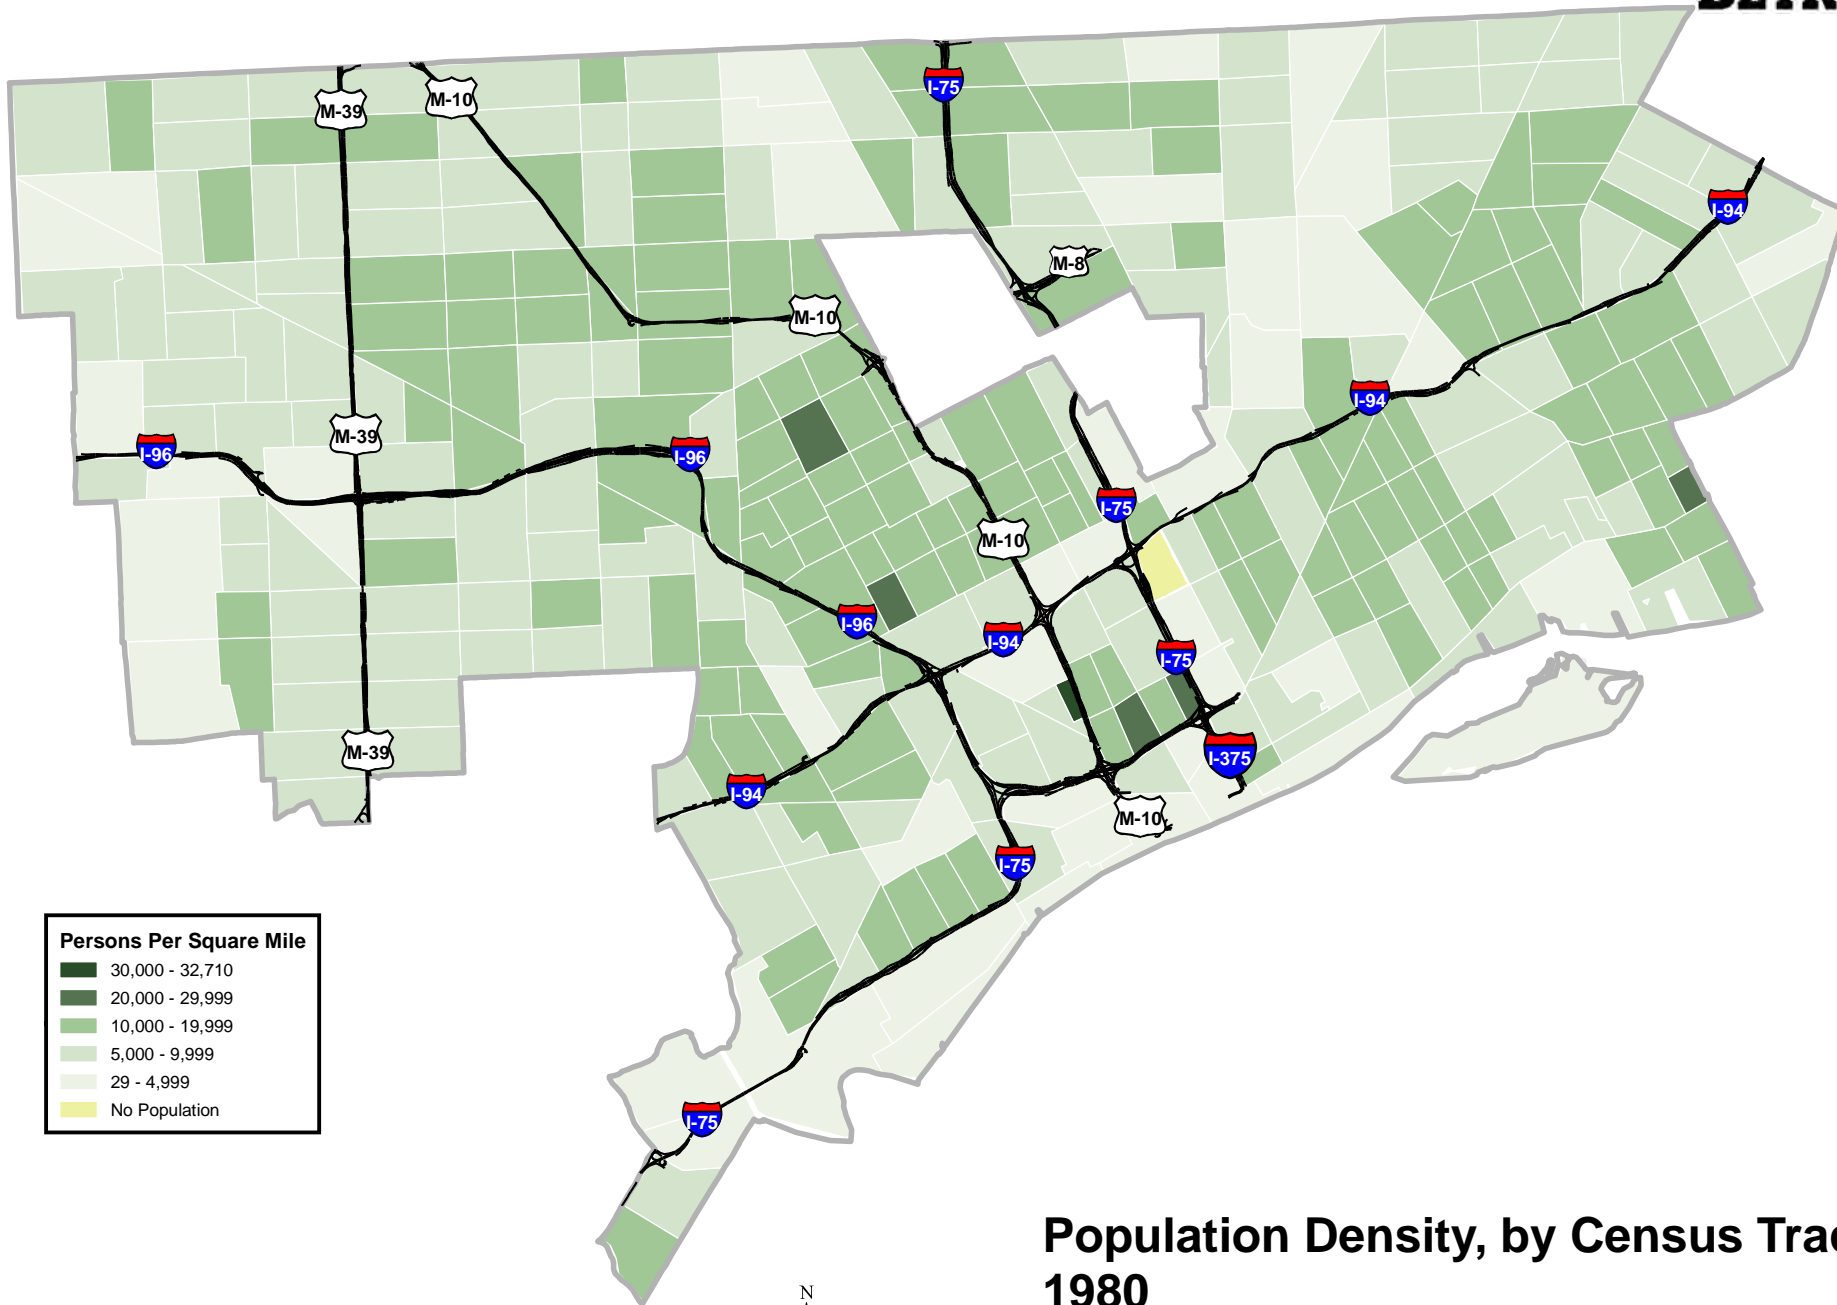 M-39
M-10
I-75
I-94
M-8
M-10
I-94
M-39
I-96
I-96
I-75
M-10
I-96
I-94
I-75
M-39
I-375
I-94
M-10
I-75
I-75
Persons Per Square Mile
30,000 - 32,710
20,000 - 29,999
10,000 - 19,999
5,000 - 9,999
29 - 4,999
No Population
Population Density, by Census
1980
N